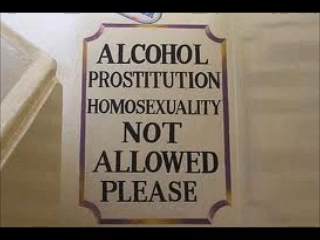 ALCOHOL
PROSTITUTION
HOMOSEXUALITY
NOT
ALLOWED
PLEASE